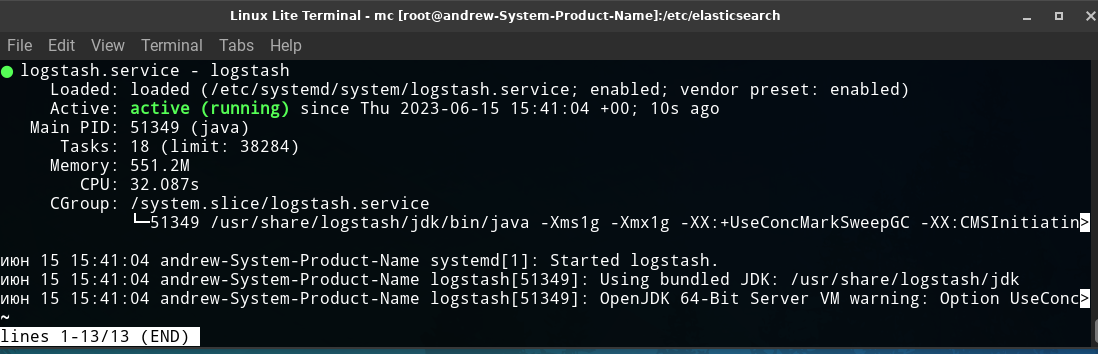 Linux Lite Terminal - mc [root@andrew-System-Product-Name]:/etc/elasticsearch
File Edit View Terminal Tabs Help
● logstash.service - logstash
Loaded: loaded (/etc/systemd/system/logstash.service; enabled; vendor preset: enabled)
Active: active (running) since Thu 2023-06-15 15:41:04 +00; 10s ago
Main PID: 51349 (java)
Tasks: 18 (limit: 38284)
Memory: 551.2M
CPU: 32.087s
CGroup: /system.slice/logstash.service
└─51349 /usr/share/logstash/jdk/bin/java -Xms1g -Xmx1g -XX:+UseConcMarkSweepGC -XX:CMSInitiatin>
июн 15 15:41:04 andrew-System-Product-Name systemd[1]: Started logstash.
июн 15 15:41:04 andrew-System-Product-Name logstash[51349]: Using bundled JDK: /usr/share/logstash/jdk
июн 15 15:41:04 andrew-System-Product-Name logstash[51349]: OpenJDK 64-Bit Server VM warning: Option UseConc>
~
lines 1-13/13 (END)